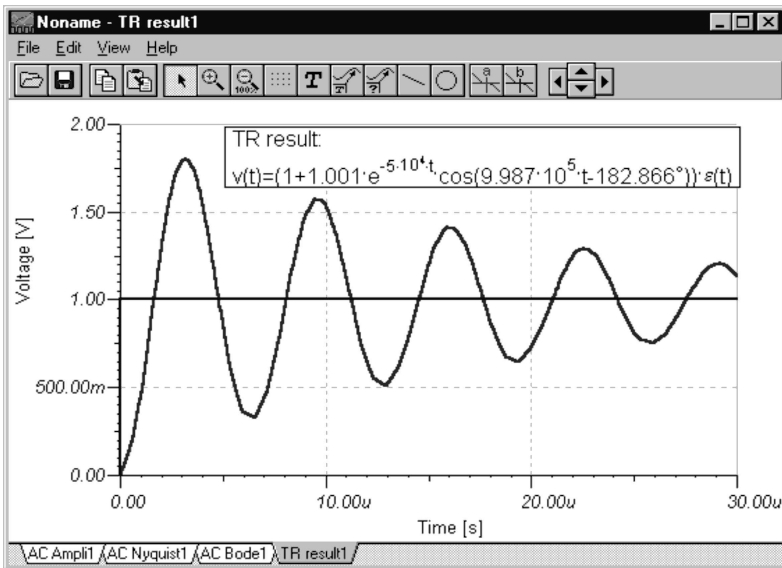 Noname - TR result1
File Edit View Help
T 100% T ? a b
2.00
TR result:
v(t)=(1+1.001·e^-5·10^4·t·cos(9.987·10^5·t-182.866°))·ε(t)
1.50
Voltage [V]
1.00
500.00m
0.00
0.00 10.00u 20.00u 30.00u
Time [s]
AC Ampli1 AC Nyquist1 AC Bode1 TR result1